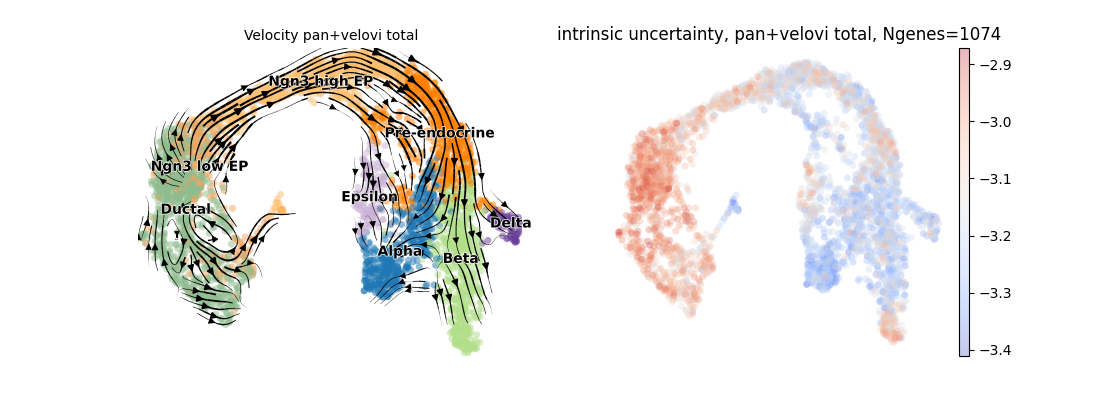 Velocity pan+velovi total
intrinsic uncertainty, pan+velovi total, Ngenes=1074
Ngn3 high EP
Pre-endocrine
Ngn3 low EP
Epsilon
Ductal
Delta
Alpha
Beta
−2.9
−3.0
−3.1
−3.2
−3.3
−3.4